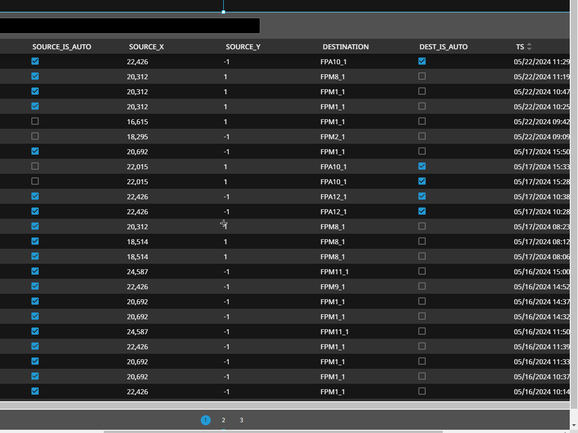 SOURCE_IS_AUTO SOURCE_X SOURCE_Y DESTINATION DEST_IS_AUTO TS
22,426 -1 FPA10_1 05/22/2024 11:29
20,312 1 FPM8_1 05/22/2024 11:19
20,312 1 FPM1_1 05/22/2024 10:47
20,312 1 FPM1_1 05/22/2024 10:25
16,615 1 FPM1_1 05/22/2024 09:42
18,295 -1 FPM2_1 05/22/2024 09:09
20,692 -1 FPM1_1 05/17/2024 15:50
22,015 1 FPA10_1 05/17/2024 15:33
22,015 1 FPA10_1 05/17/2024 15:28
22,426 -1 FPA12_1 05/17/2024 10:38
22,426 -1 FPA12_1 05/17/2024 10:28
20,312 FPM8_1 05/17/2024 08:23
18,514 1 FPM8_1 05/17/2024 08:12
18,514 1 FPM8_1 05/17/2024 08:06
24,587 -1 FPM11_1 05/16/2024 15:00
22,426 -1 FPM9_1 05/16/2024 14:52
20,692 -1 FPM1_1 05/16/2024 14:37
20,692 -1 FPM1_1 05/16/2024 14:32
24,587 -1 FPM11_1 05/16/2024 11:50
22,426 -1 FPM1_1 05/16/2024 11:39
20,692 -1 FPM1_1 05/16/2024 11:33
20,692 -1 FPM1_1 05/16/2024 10:37
22,426 -1 FPM1_1 05/16/2024 10:14
1 2 3